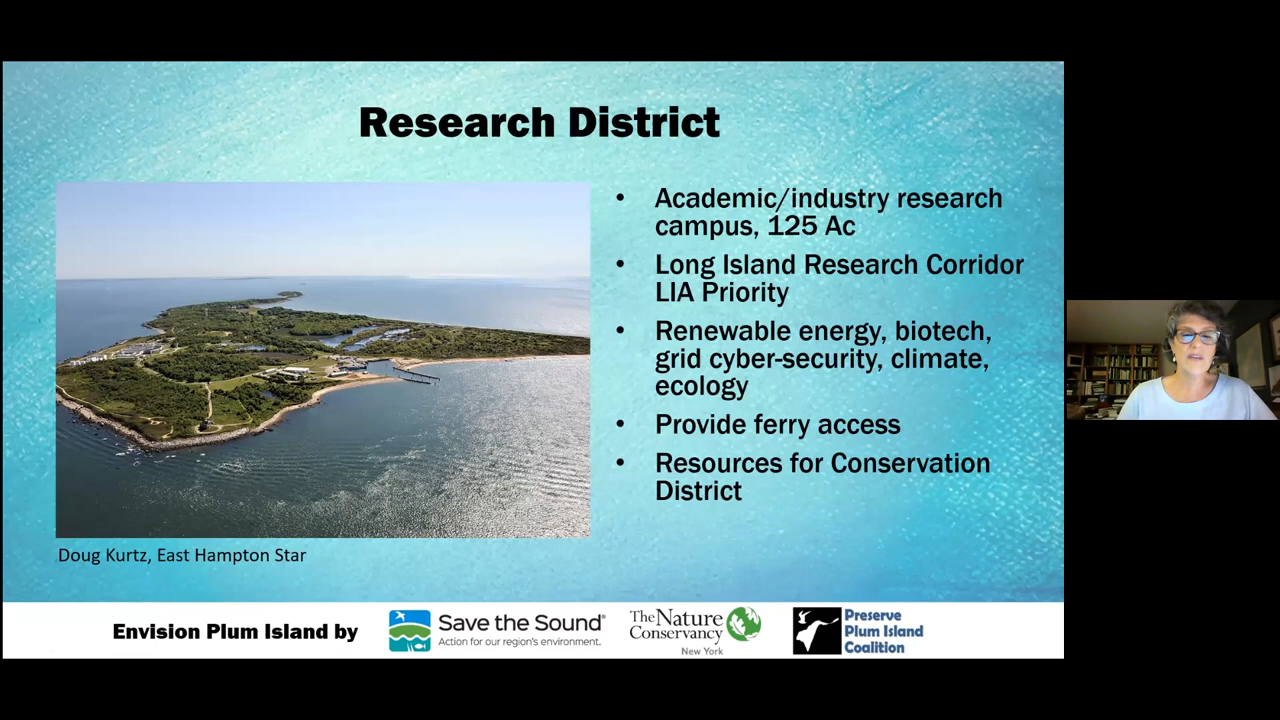 Research District
Academic/industry research
campus, 125 Ac
Long Island Research Corridor
LIA Priority
Renewable energy, biotech,
grid cyber-security, climate,
ecology
Provide ferry access
Resources for Conservation
District
Doug Kurtz, East Hampton Star
Envision Plum Island by
Save the Sound®
Action for our region's environment.
The Nature
Conservancy
New York
Preserve
Plum Island
Coalition